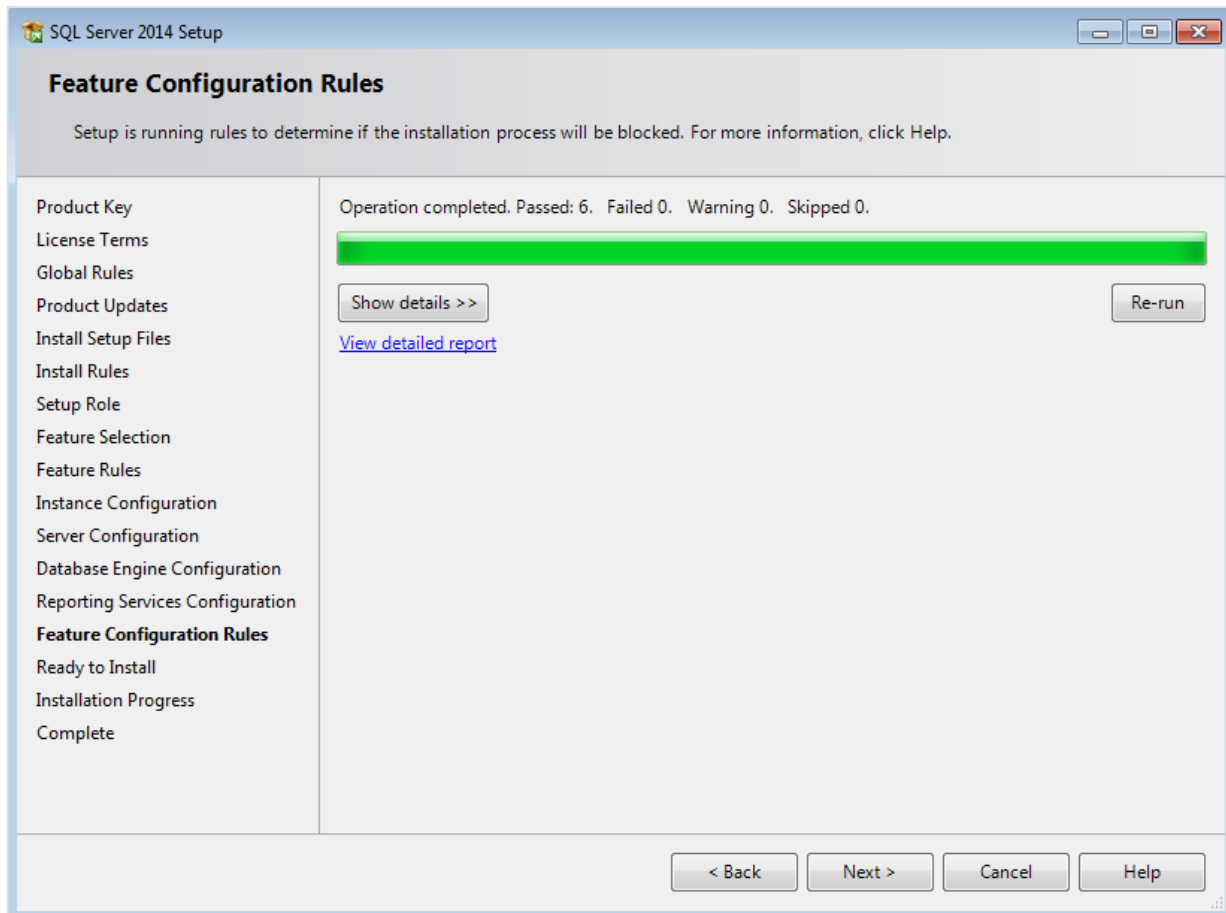 SQL Server 2014 Setup
Feature Configuration Rules
Setup is running rules to determine if the installation process will be blocked. For more information, click Help.
Product Key
License Terms
Global Rules
Product Updates
Install Setup Files
Install Rules
Setup Role
Feature Selection
Feature Rules
Instance Configuration
Server Configuration
Database Engine Configuration
Reporting Services Configuration
Feature Configuration Rules
Ready to Install
Installation Progress
Complete
Operation completed. Passed: 6. Failed 0. Warning 0. Skipped 0.
Show details >>
Re-run
View detailed report
< Back
Next >
Cancel
Help